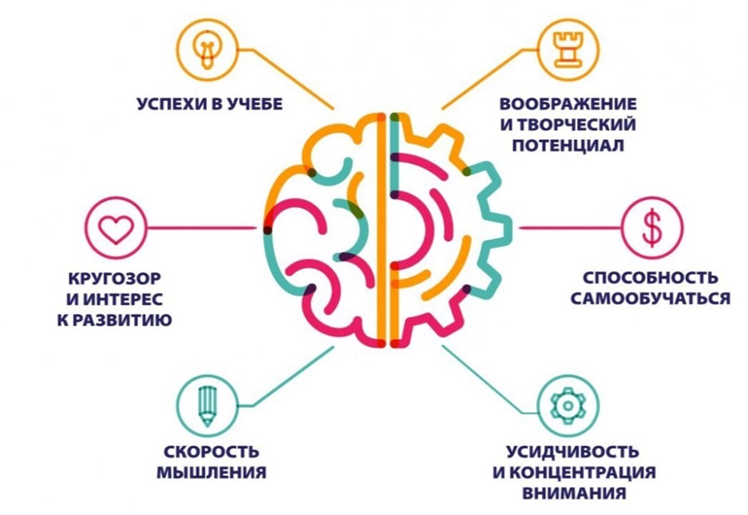 УСПЕХИ В УЧЕБЕ
ВООБРАЖЕНИЕ
И ТВОРЧЕСКИЙ
ПОТЕНЦИАЛ
КРУГОЗОР
И ИНТЕРЕС
К РАЗВИТИЮ
СПОСОБНОСТЬ
САМООБУЧАТЬСЯ
СКОРОСТЬ
МЫШЛЕНИЯ
УСИДЧИВОСТЬ
И КОНЦЕНТРАЦИЯ
ВНИМАНИЯ